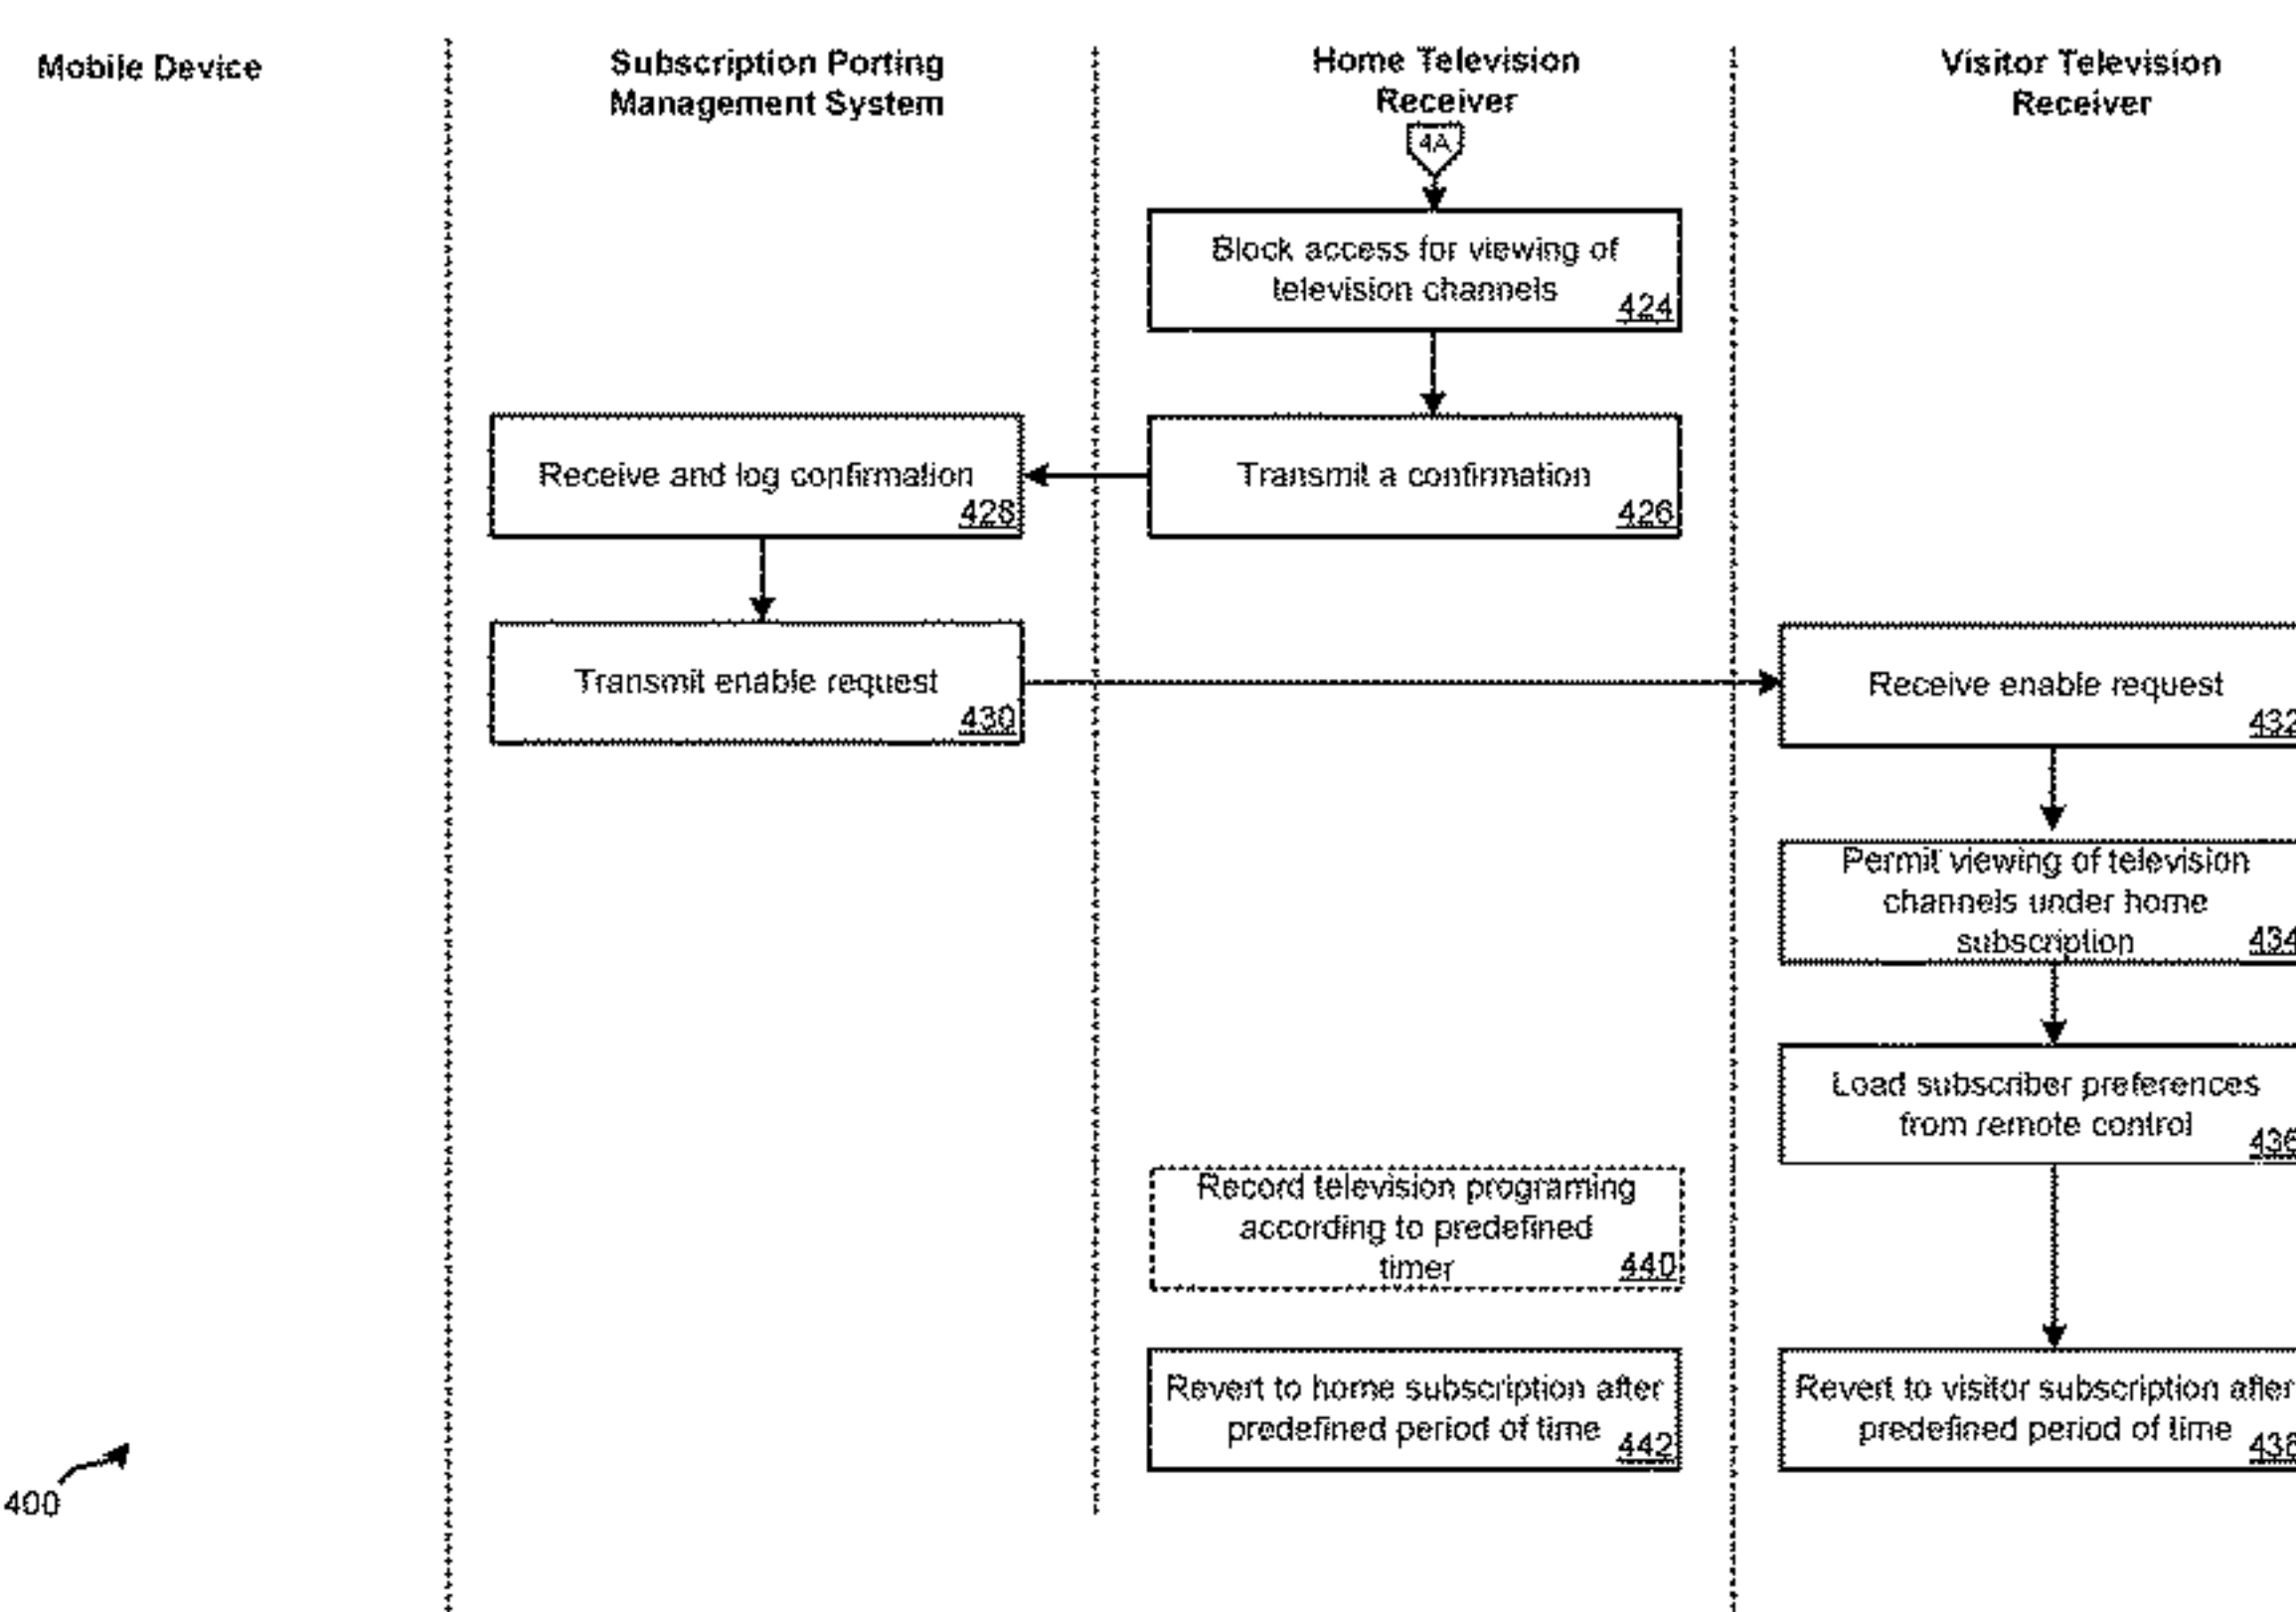 Mobile Device
Subscription Porting
Management System
Home Television
Receiver
Visitor Television
Receiver
4A
Block access for viewing of
television channels
424
Receive and log confirmation
428
Transmit a confirmation
426
Transmit enable request
430
Receive enable request
432
Permit viewing of television
channels under home
subscription
434
Load subscriber preferences
from remote control
436
Record television programing
according to predefined
timer
440
Revert to home subscription after
predefined period of time
442
Revert to visitor subscription after
predefined period of time
438
400